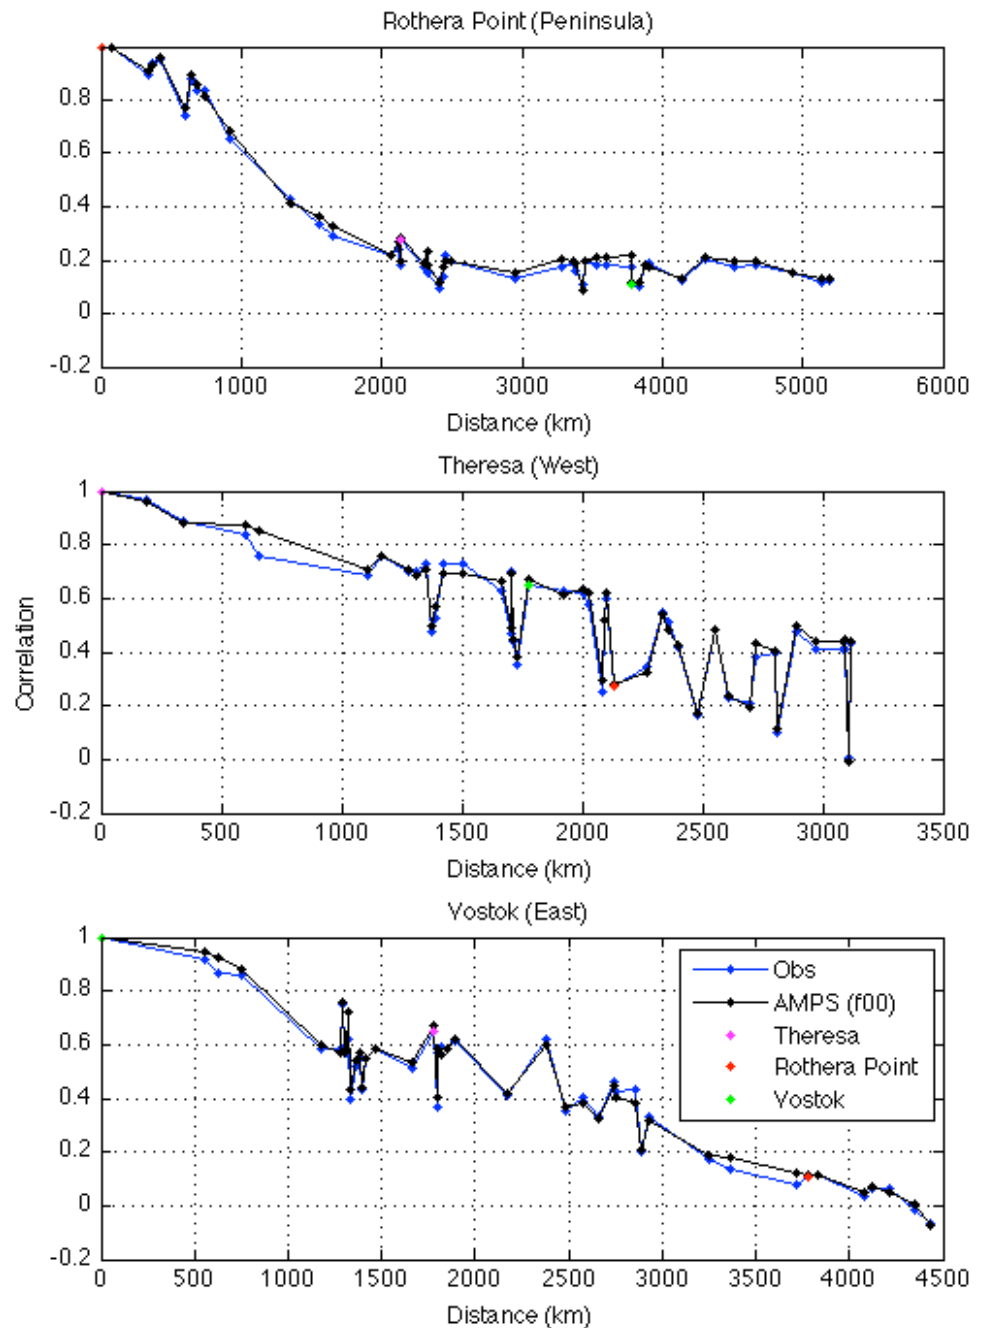 Rothera Point (Peninsula)
0.8
0.6
0.4
0.2
0
-0.2
0 1000 2000 3000 4000 5000 6000
Distance (km)
Theresa (West)
1
0.8
0.6
0.4
0.2
0
-0.2
Correlation
0 500 1000 1500 2000 2500 3000 3500
Distance (km)
Vostok (East)
1
0.8
0.6
0.4
0.2
0
-0.2
Obs
AMPS (f00)
Theresa
Rothera Point
Vostok
0 500 1000 1500 2000 2500 3000 3500 4000 4500
Distance (km)